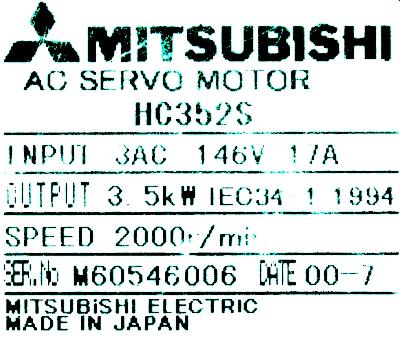 MITSUBISHI
AC SERVO MOTOR
HC352S
INPUT 3AC 146V 17A
OUTPUT 3.5kW IEC34 1 1994
SPEED 2000r/min
SER.No M60546006 DATE 00-7
MITSUBISHI ELECTRIC
MADE IN JAPAN